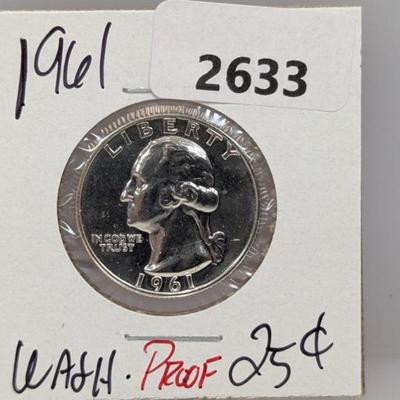 1961
2633
LIBERTY
IN GOD WE
TRUST
1961
WASH. PROOF 25¢